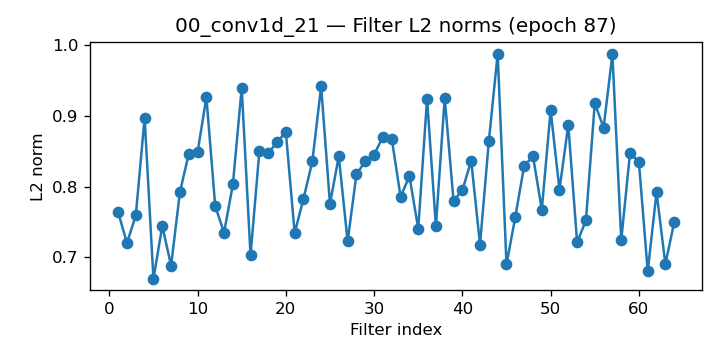 00_conv1d_21 — Filter L2 norms (epoch 87)
1.0
0.9
0.8
0.7
L2 norm
0 10 20 30 40 50 60
Filter index